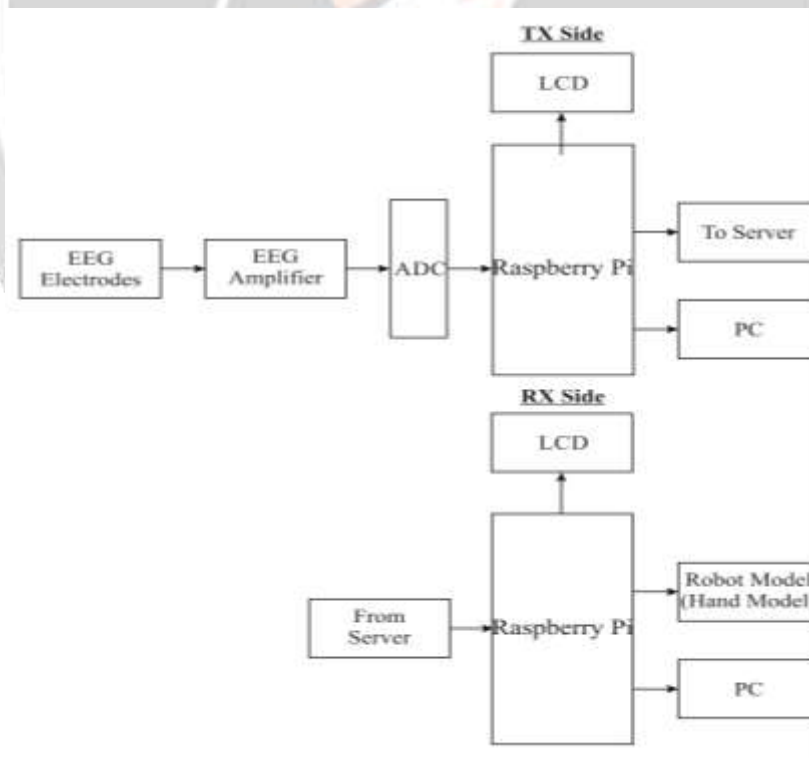 TX Side
LCD
EEG
Electrodes
EEG
Amplifier
ADC
Raspberry Pi
To Server
PC
RX Side
LCD
From
Server
Raspberry Pi
Robot Model
(Hand Model
PC